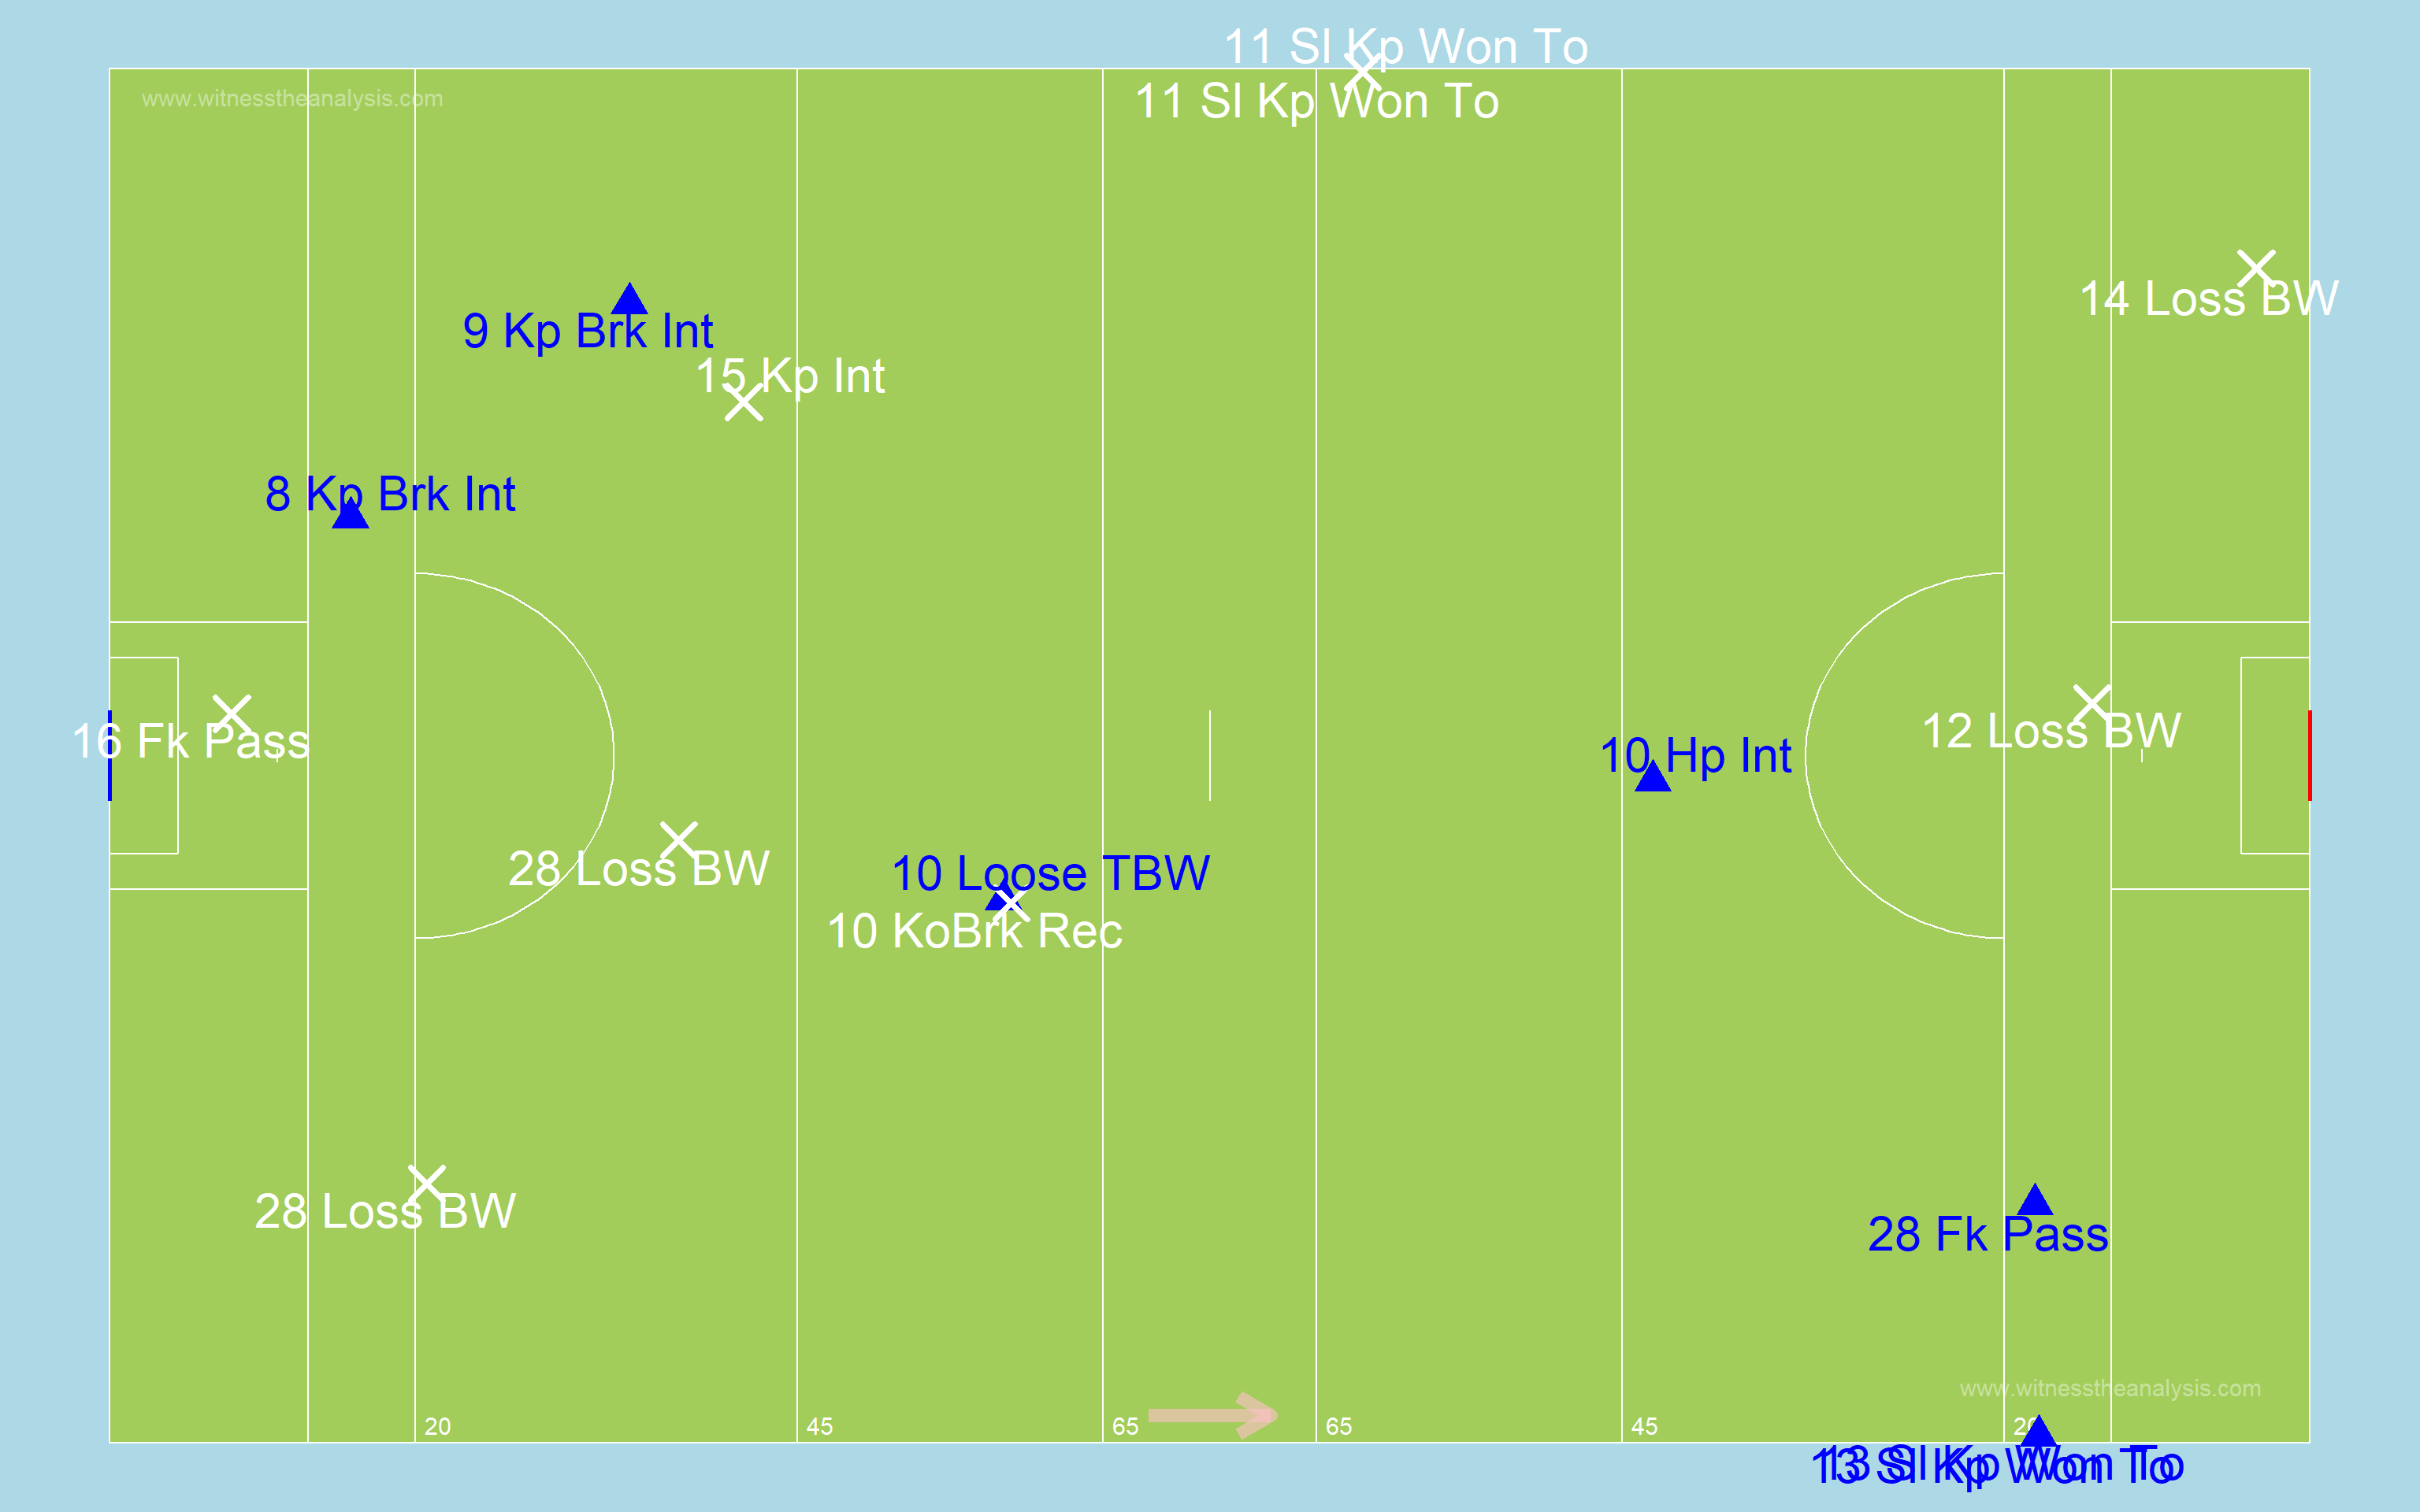 11 Sl Kp Won To
www.witnesstheanalysis.com
11 Sl Kp Won To
14 Loss BW
9 Kp Brk Int
15 Kp Int
8 Kp Brk Int
16 Fk Pass
12 Loss BW
10 Hp Int
28 Loss BW
10 Loose TBW
10 KoBrk Rec
28 Loss BW
28 Fk Pass
www.witnesstheanalysis.com
20 45 65 65 45 20
13 Sl Kp Won To